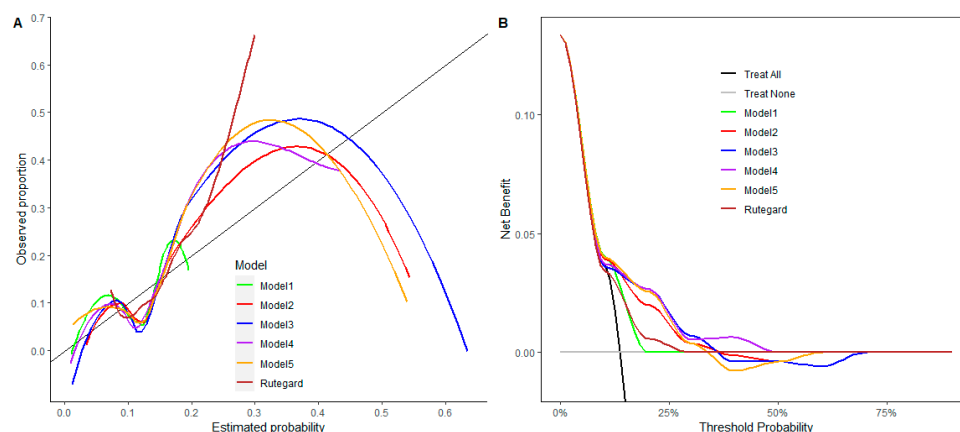 A
Observed proportion
0.7
0.6
0.5
0.4
0.3
0.2
0.1
0.0
0.0 0.1 0.2 0.3 0.4 0.5 0.6
Estimated probability
Model
Model1
Model2
Model3
Model4
Model5
Rutegard
B
Net Benefit
0.10
0.05
0.00
0% 25% 50% 75%
Threshold Probability
Treat All
Treat None
Model1
Model2
Model3
Model4
Model5
Rutegard